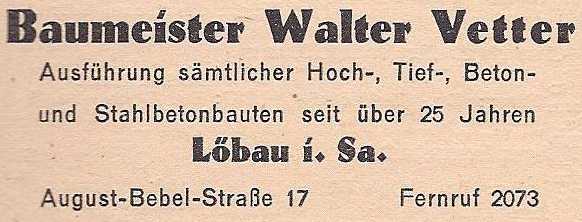 Baumeister Walter Vetter
Ausführung sämtlicher Hoch-, Tief-, Beton-
und Stahlbetonbauten seit über 25 Jahren
Löbau i. Sa.
August-Bebel-Straße 17 Fernruf 2073